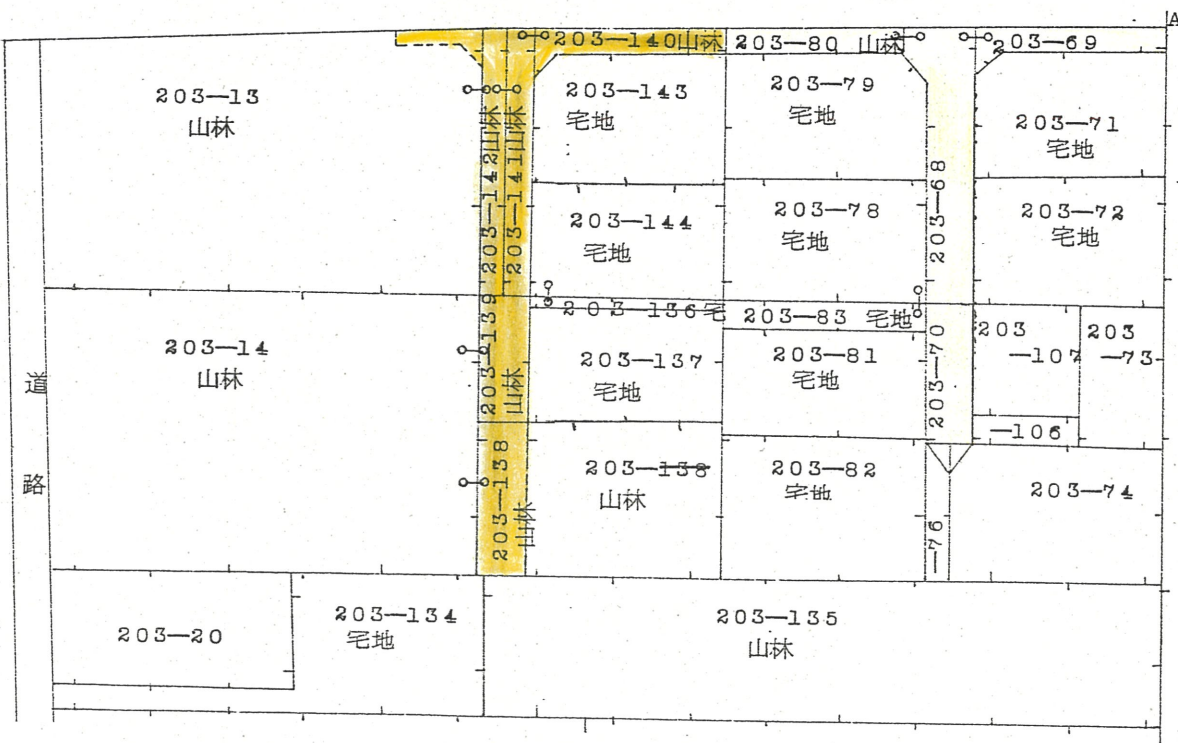 A
203-140山林
203-80 山林
203-69
203-13
山林
203-143
宅地
203-79
宅地
203-71
宅地
203-142山林
203-141山林
203-68
203-144
宅地
203-78
宅地
203-72
宅地
203-136宅
203-83 宅地
203-14
山林
203-139
山林
203-137
宅地
203-81
宅地
203-70
203
-107
203
-73
-106
道
路
203-138
山林
203-138
山林
203-82
宅地
-76
203-74
203-20
203-134
宅地
203-135
山林